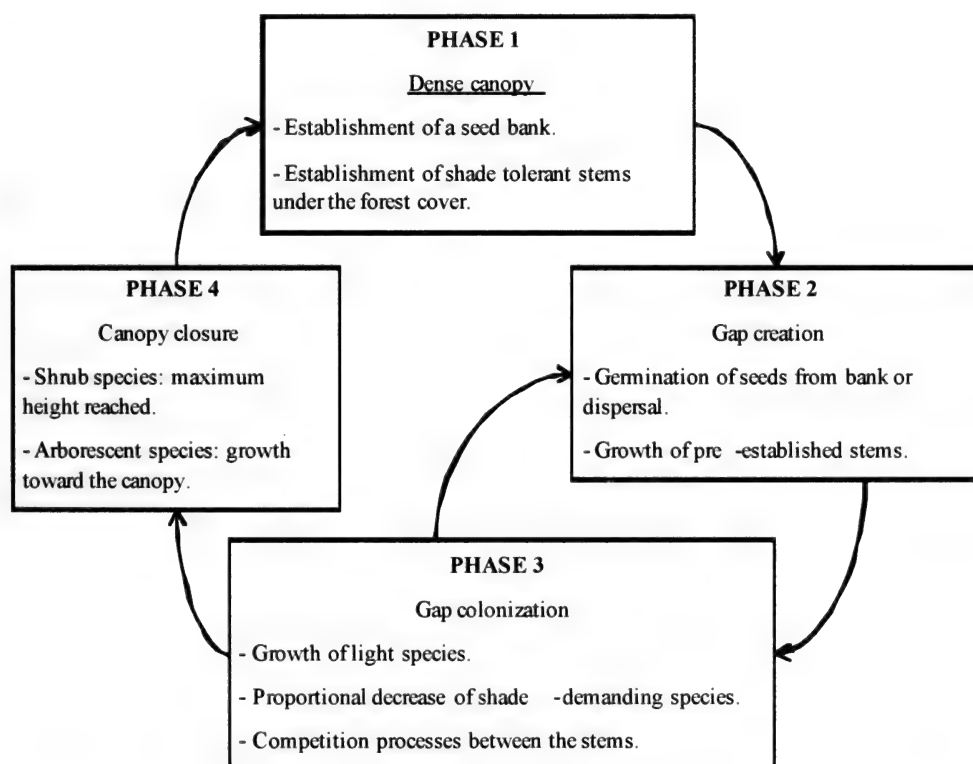 PHASE 1
Dense canopy
- Establishment of a seed bank.
- Establishment of shade tolerant stems
under the forest cover.
PHASE 2
Gap creation
- Germination of seeds from bank or
dispersal.
- Growth of pre -established stems.
PHASE 3
Gap colonization
- Growth of light species.
- Proportional decrease of shade -demanding species.
- Competition processes between the stems.
PHASE 4
Canopy closure
- Shrub species: maximum
height reached.
- Arborescent species: growth
toward the canopy.